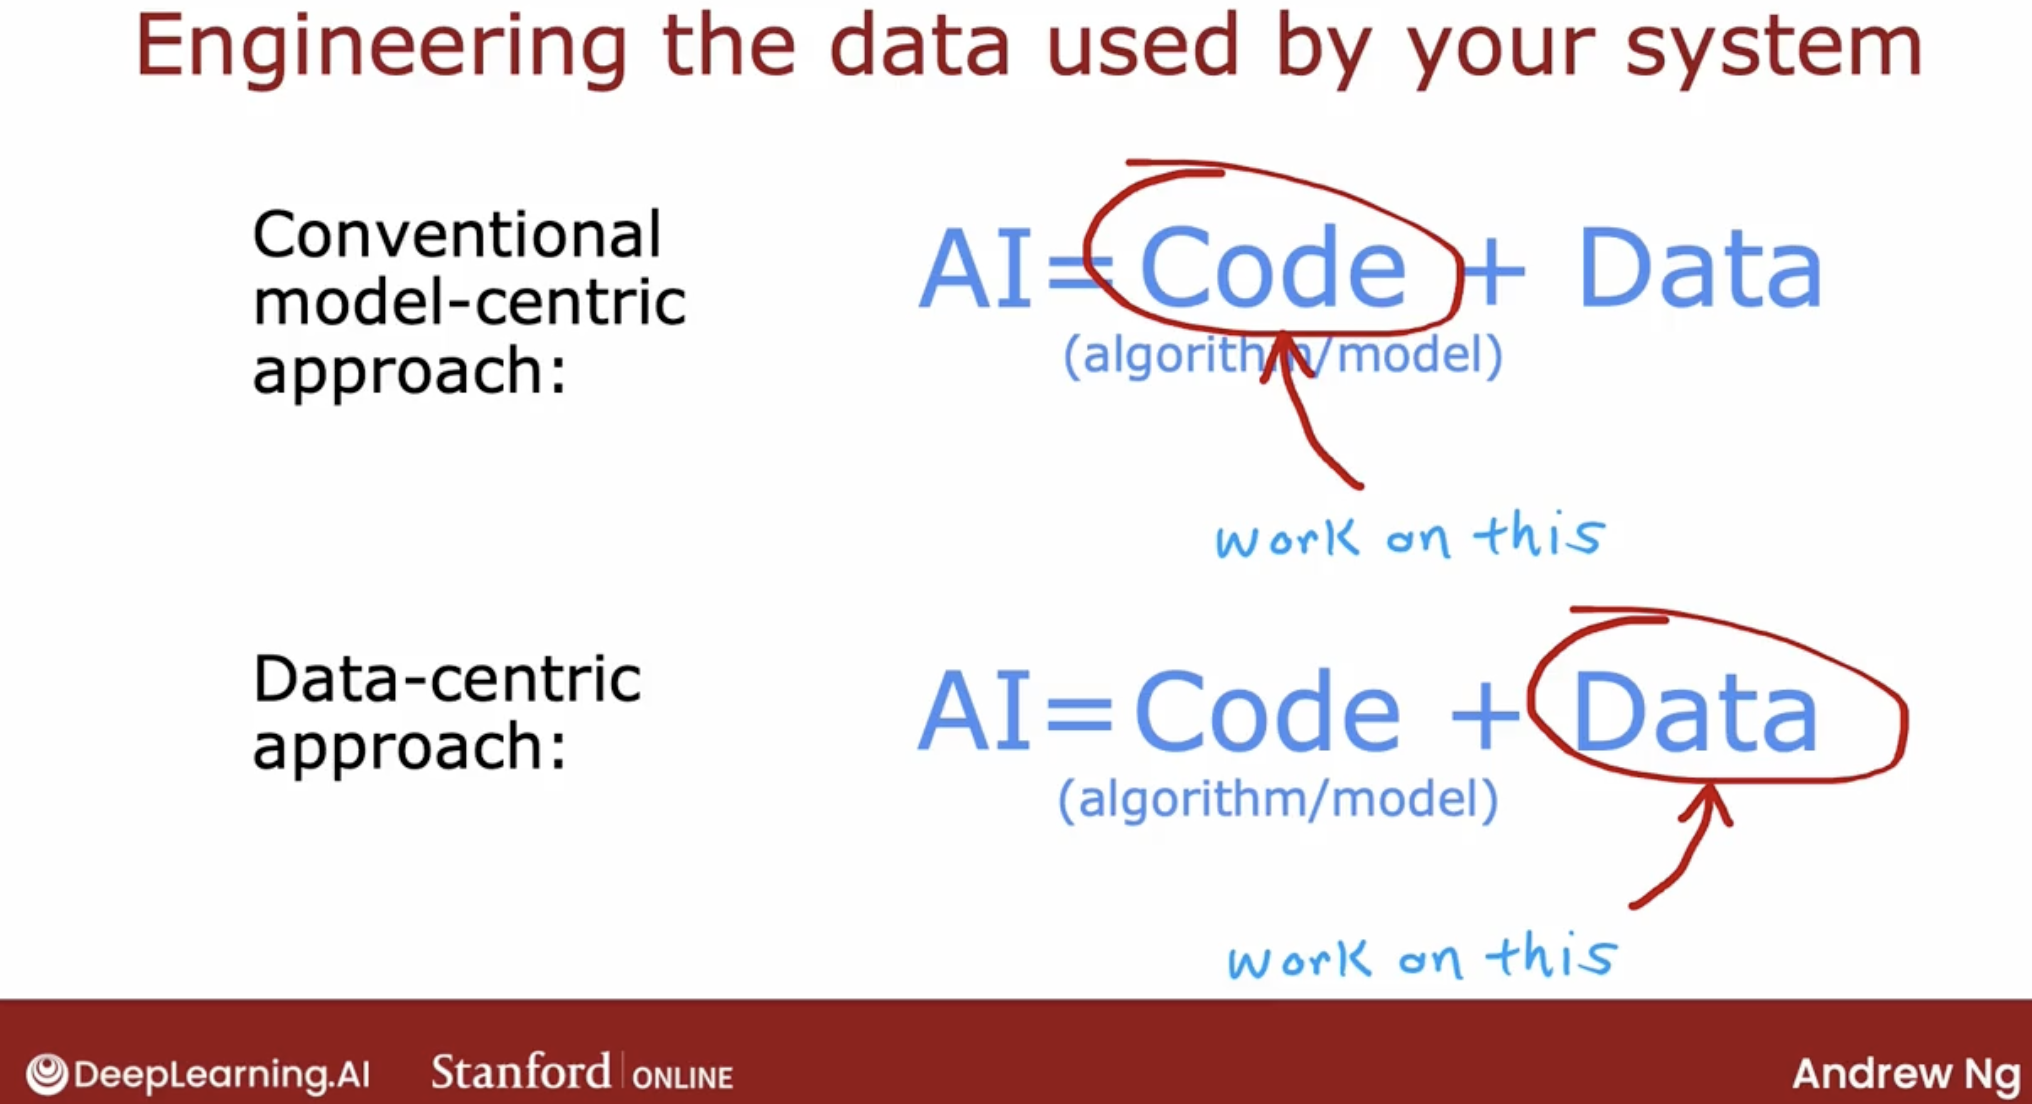 Engineering the data used by your system
Conventional
model-centric
approach:
AI=Code + Data
(algorithm/model)
work on this
Data-centric
approach:
AI=Code + Data
(algorithm/model)
work on this
DeepLearning.AI
Stanford | ONLINE
Andrew Ng